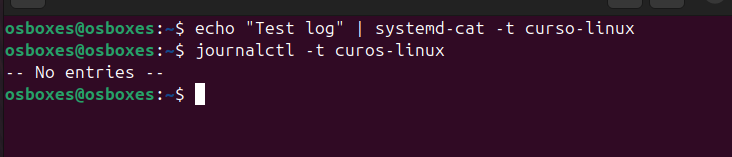 osboxes@osboxes:~$ echo "Test log" | systemd-cat -t curso-linux
osboxes@osboxes:~$ journalctl -t curos-linux
-- No entries --
osboxes@osboxes:~$